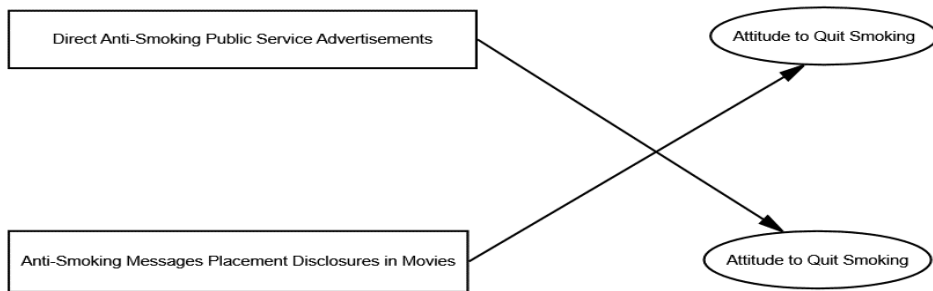 Direct Anti-Smoking Public Service Advertisements
Attitude to Quit Smoking
Anti-Smoking Messages Placement Disclosures in Movies
Attitude to Quit Smoking